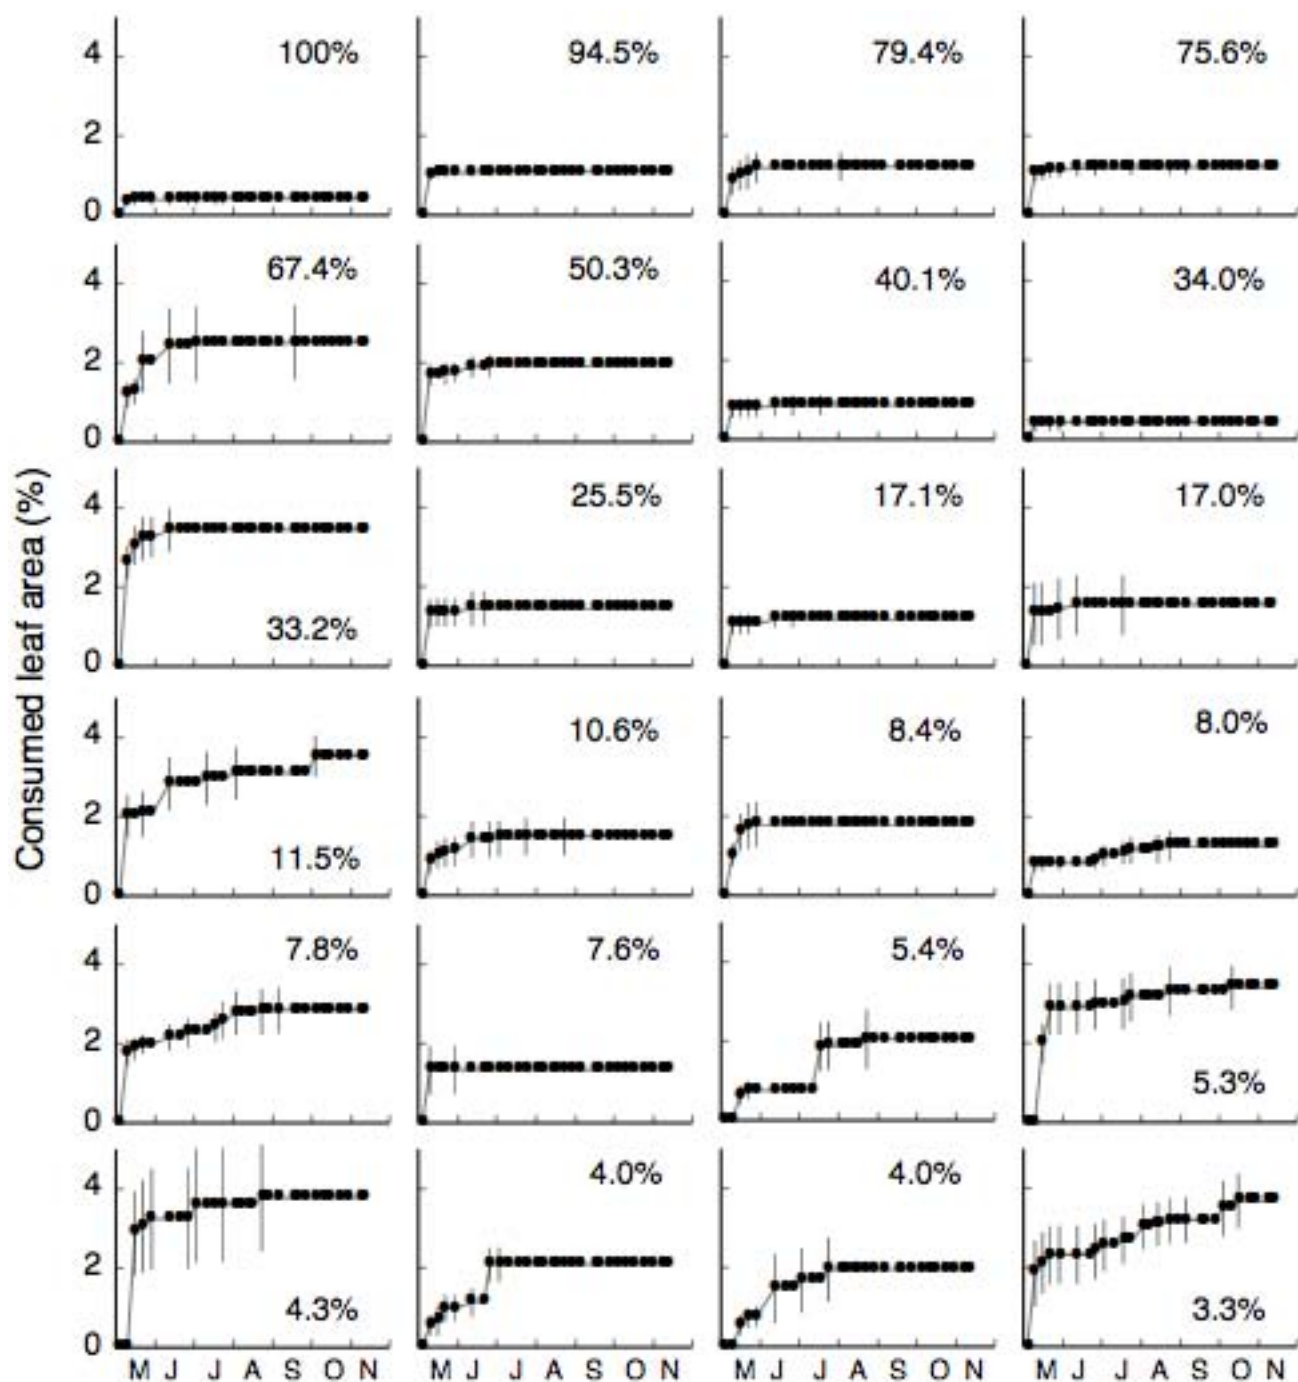 Consumed leaf area (%)
4 100% 94.5% 79.4% 75.6%
2
0
4 67.4% 50.3% 40.1% 34.0%
2
0
4 25.5% 17.1% 17.0%
2
33.2%
0
4 10.6% 8.4% 8.0%
2
11.5%
0
4 7.8% 7.6% 5.4%
2
5.3%
0
4 4.0% 4.0%
2
4.3% 3.3%
0
M J J A S O N M J J A S O N M J J A S O N M J J A S O N